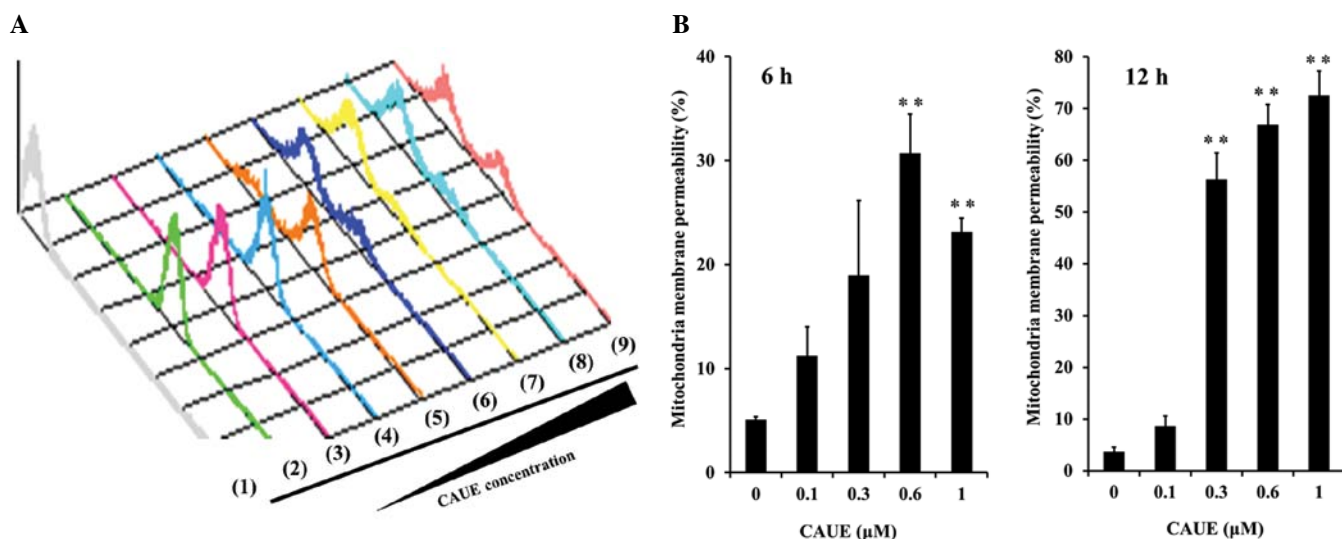 A
(1)
(2)
(3)
(4)
(5)
(6)
(7)
(8)
(9)
CAUE concentration
B
Mitochondria membrane permeability (%)
40
30
20
10
0
6 h
**
**
0 0.1 0.3 0.6 1
CAUE (μM)
Mitochondria membrane permeability (%)
80
70
60
50
40
30
20
10
0
12 h
**
**
**
0 0.1 0.3 0.6 1
CAUE (μM)